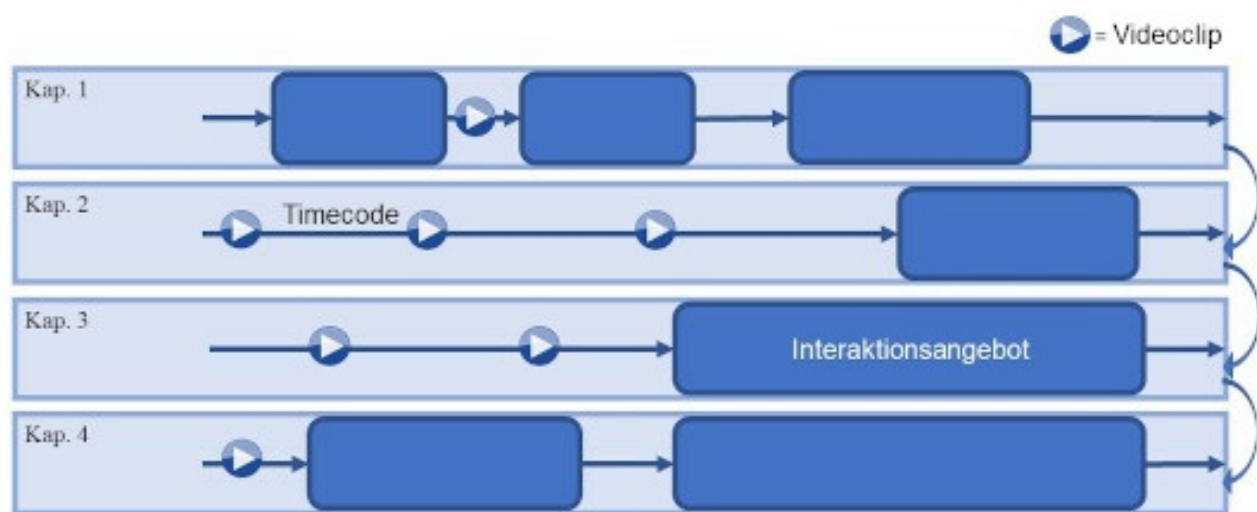 = Videoclip
Kap. 1
Kap. 2
Timecode
Kap. 3
Interaktionsangebot
Kap. 4